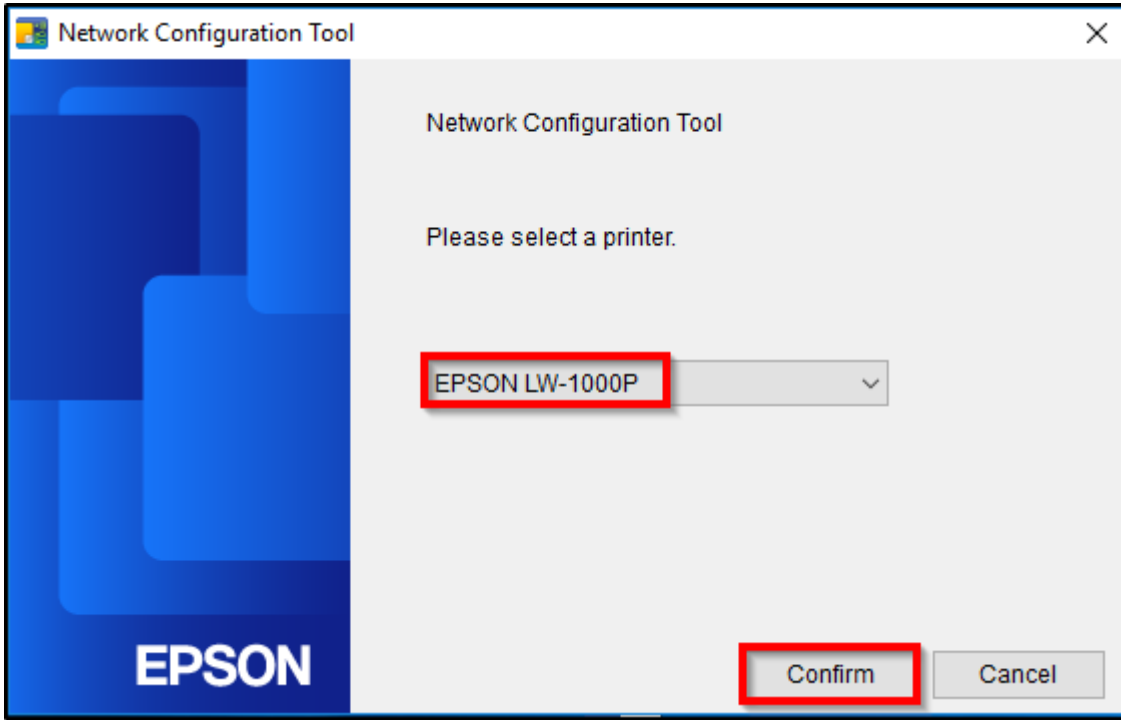 Network Configuration Tool
Network Configuration Tool
Please select a printer.
EPSON LW-1000P
EPSON
Confirm
Cancel